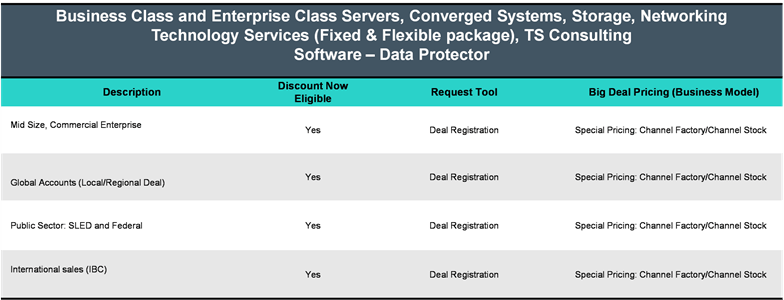 Business Class and Enterprise Class Servers, Converged Systems, Storage, Networking
Technology Services (Fixed & Flexible package), TS Consulting
Software – Data Protector
Description Discount Now Eligible Request Tool Big Deal Pricing (Business Model)
Mid Size, Commercial Enterprise Yes Deal Registration Special Pricing: Channel Factory/Channel Stock
Global Accounts (Local/Regional Deal) Yes Deal Registration Special Pricing: Channel Factory/Channel Stock
Public Sector: SLED and Federal Yes Deal Registration Special Pricing: Channel Factory/Channel Stock
International sales (IBC) Yes Deal Registration Special Pricing: Channel Factory/Channel Stock